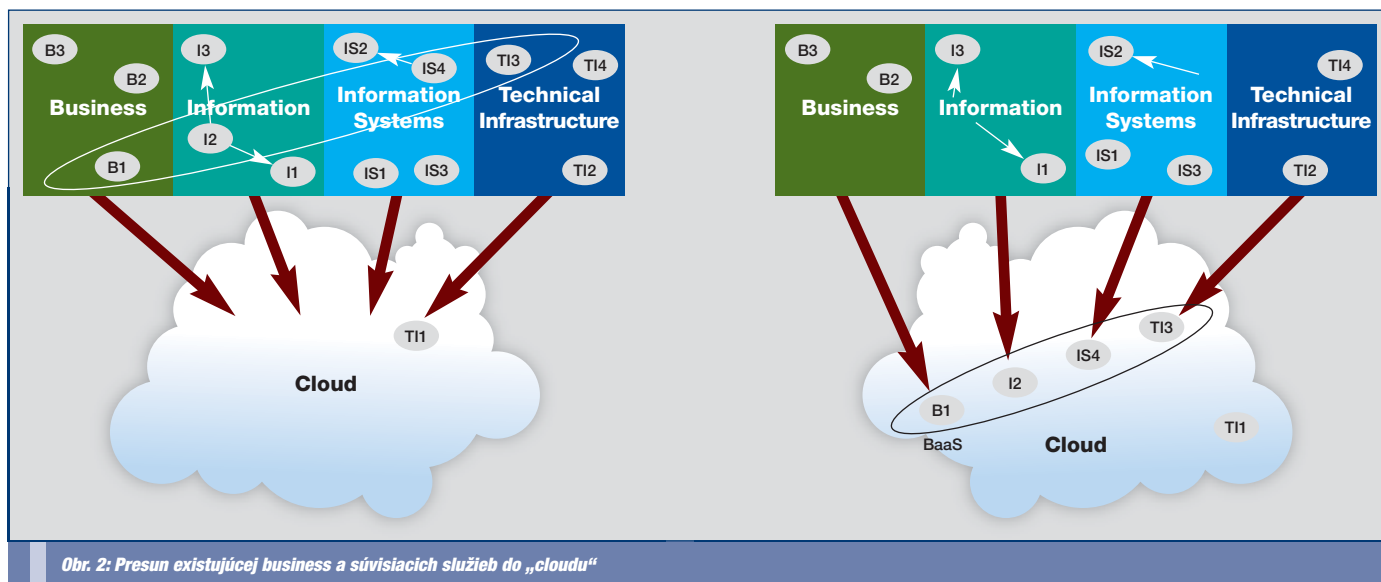 B3
B2
Business
B1
I3
Information
I2
I1
IS2
IS4
Information
Systems
IS1
IS3
TI3
TI4
Technical
Infrastructure
TI2
TI1
Cloud
B3
B2
Business
I3
Information
I1
IS2
Information
Systems
IS1
IS3
TI4
Technical
Infrastructure
TI2
TI3
IS4
I2
B1
BaaS
Cloud
TI1
Obr. 2: Presun existujúcej business a súvisiacich služieb do „cloudu“